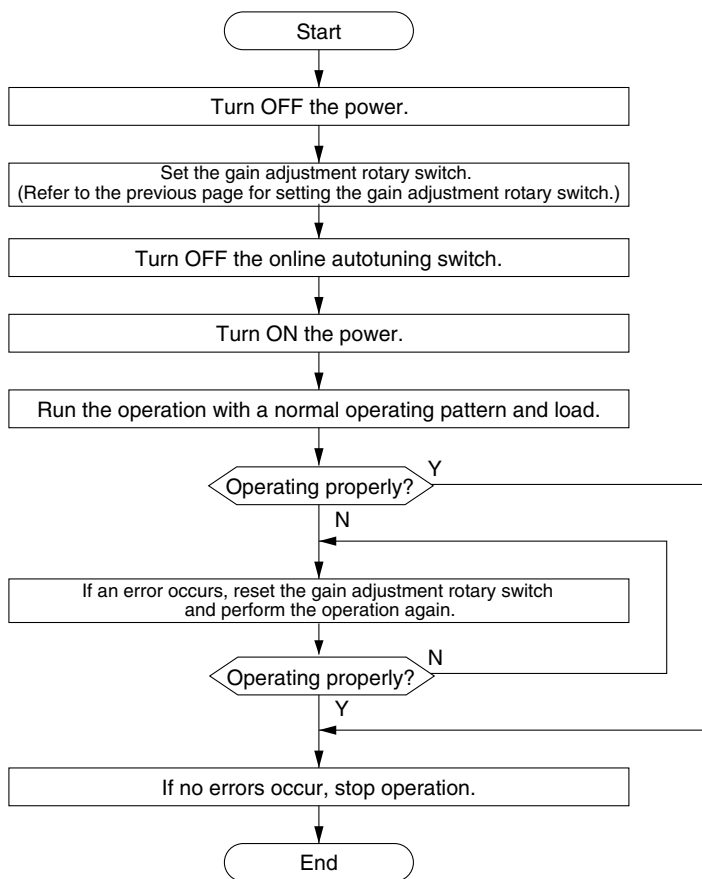 Start
Turn OFF the power.
Set the gain adjustment rotary switch.
(Refer to the previous page for setting the gain adjustment rotary switch.)
Turn OFF the online autotuning switch.
Turn ON the power.
Run the operation with a normal operating pattern and load.
Operating properly?
Y
N
If an error occurs, reset the gain adjustment rotary switch
and perform the operation again.
Operating properly?
N
Y
If no errors occur, stop operation.
End